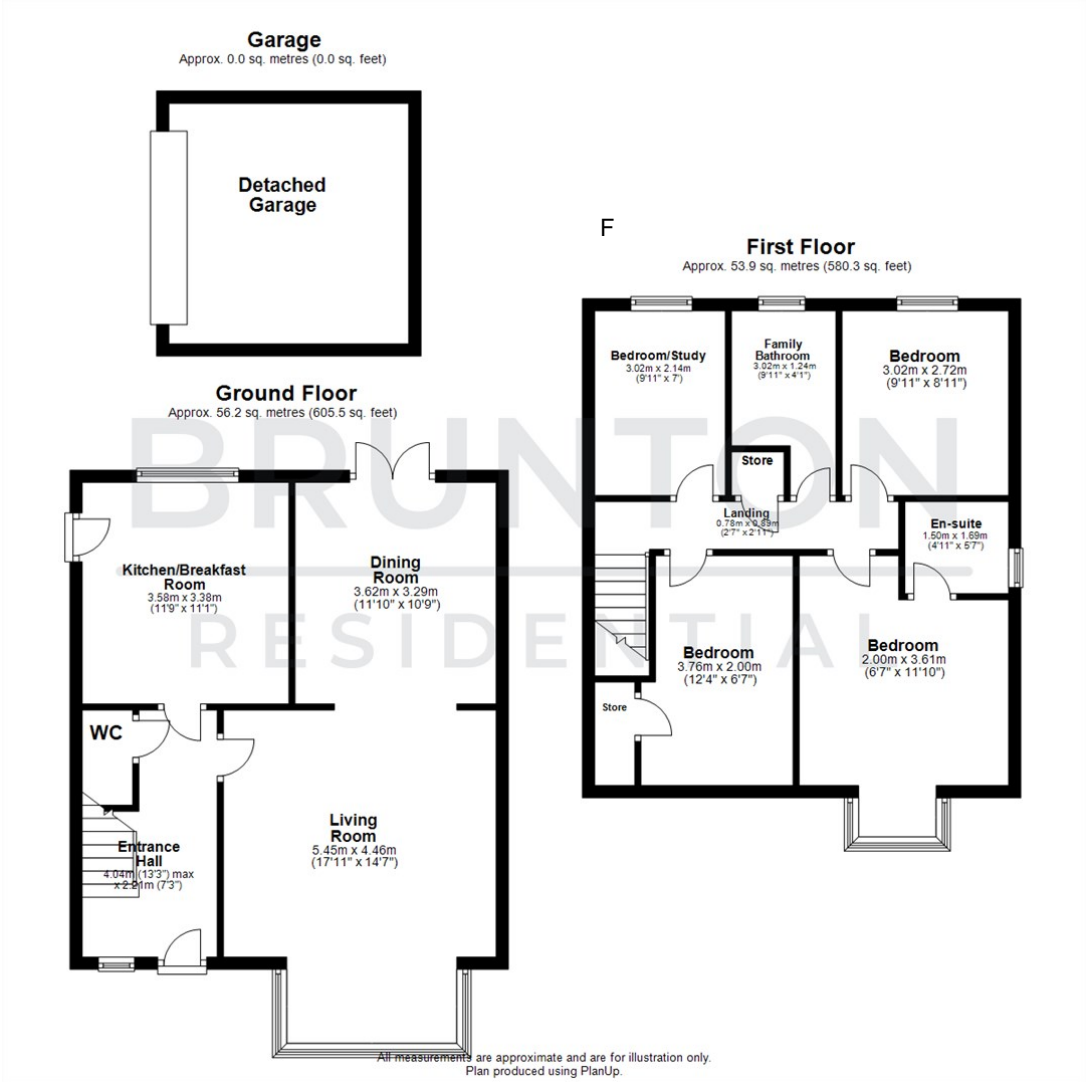 Garage
Approx. 0.0 sq. metres (0.0 sq. feet)
Detached
Garage
F
First Floor
Approx. 53.9 sq. metres (580.3 sq. feet)
Bedroom/Study
3.02m x 2.14m
(9'11" x 7')
Family
Bathroom
3.02m x 1.24m
(9'11" x 4'1")
Bedroom
3.02m x 2.72m
(9'11" x 8'11")
Store
Landing
0.78m x 0.89m
(2'7" x 2'11")
En-suite
1.50m x 1.69m
(4'11" x 5'7")
Bedroom
3.76m x 2.00m
(12'4" x 6'7")
Bedroom
2.00m x 3.61m
(6'7" x 11'10")
Store
Ground Floor
Approx. 56.2 sq. metres (605.5 sq. feet)
BRUNTON
RESIDENTIAL
Kitchen/Breakfast
Room
3.58m x 3.38m
(11'9" x 11'1")
Dining
Room
3.62m x 3.29m
(11'10" x 10'9")
WC
Entrance
Hall
4.04m (13'3") max
x 2.21m (7'3")
Living
Room
5.45m x 4.46m
(17'11" x 14'7")
All measurements are approximate and are for illustration only.
Plan produced using PlanUp.